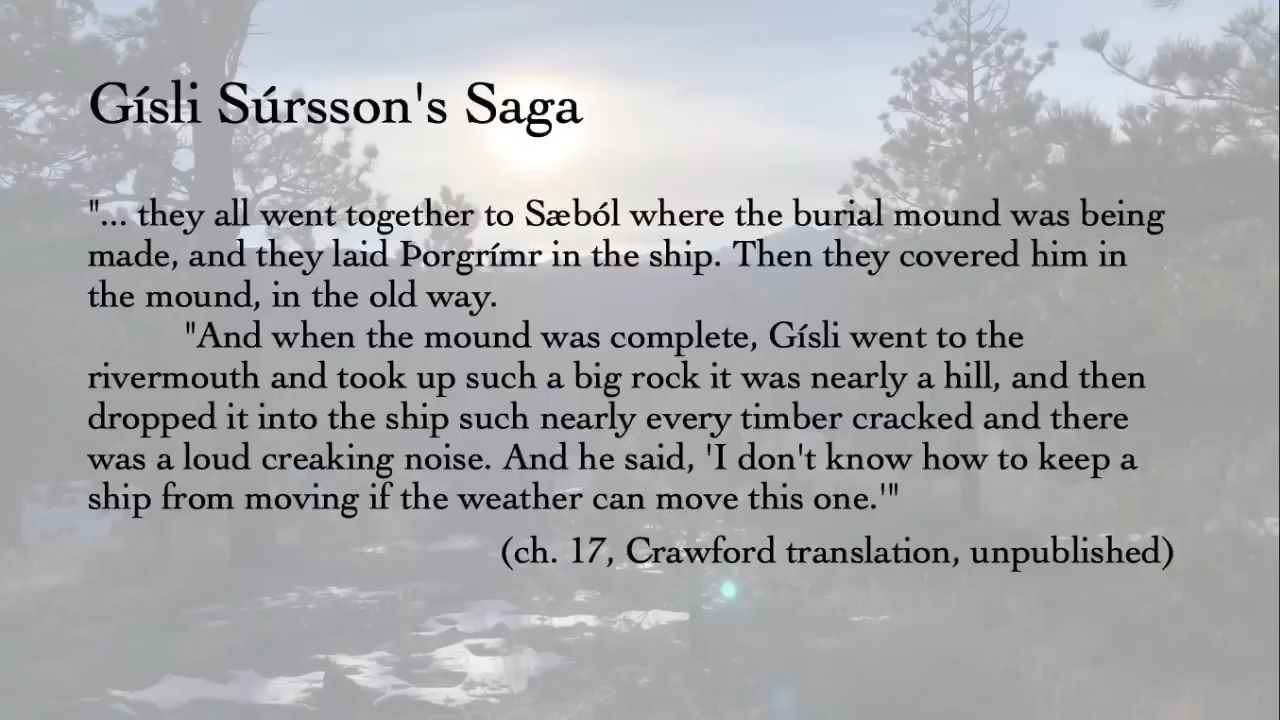 Gísli Súrsson's Saga
"... they all went together to Sæból where the burial mound was being
made, and they laid Þorgrímr in the ship. Then they covered him in
the mound, in the old way.
"And when the mound was complete, Gísli went to the
rivermouth and took up such a big rock it was nearly a hill, and then
dropped it into the ship such nearly every timber cracked and there
was a loud creaking noise. And he said, 'I don't know how to keep a
ship from moving if the weather can move this one.'"
(ch. 17, Crawford translation, unpublished)